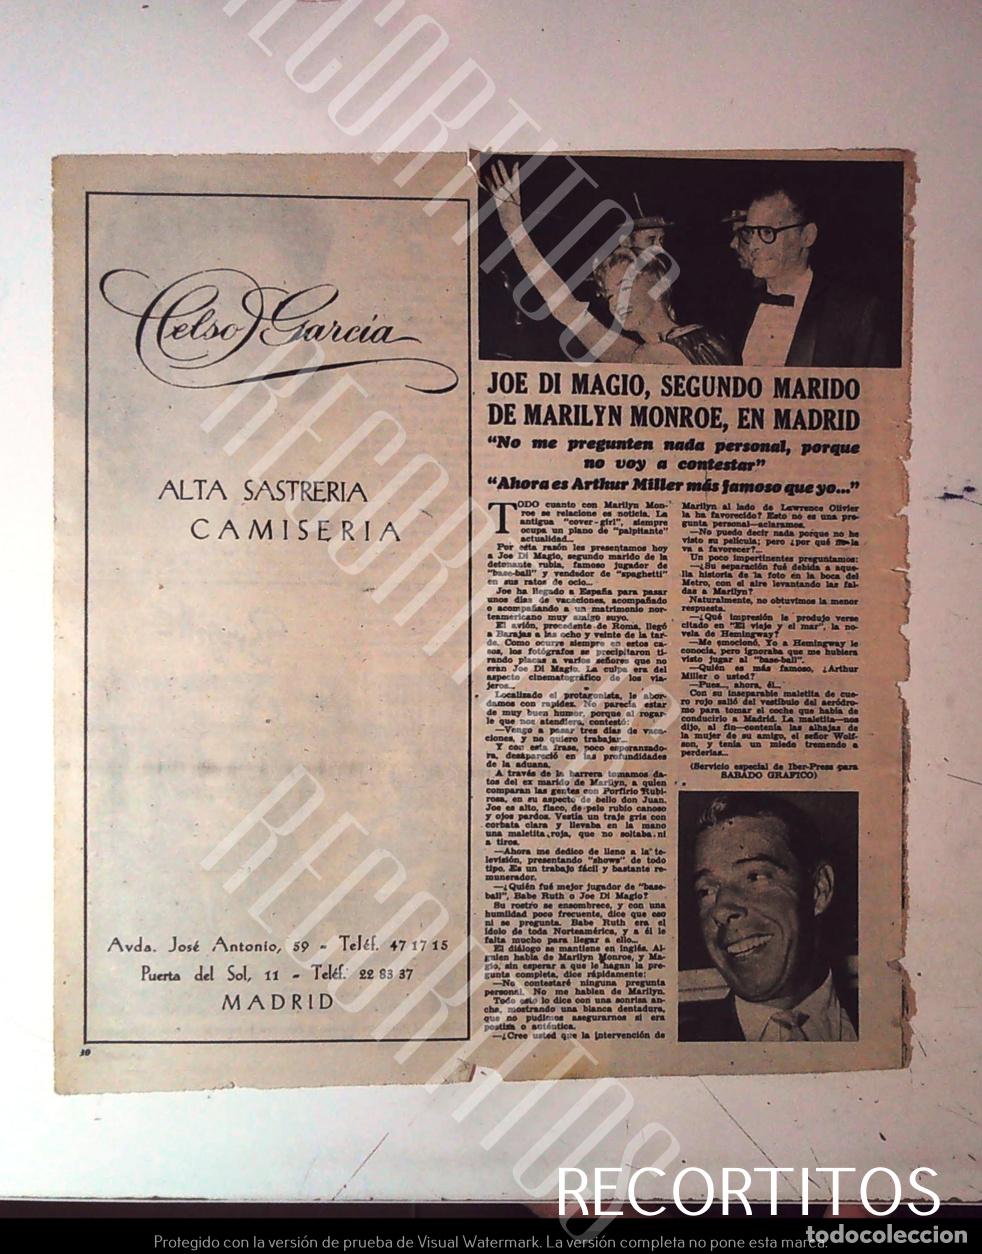 Celso García
ALTA SASTRERIA
CAMISERIA
Avda. José Antonio, 59 - Teléf. 47 17 15
Puerta del Sol, 11 - Teléf. 22 83 37
MADRID
10
JOE DI MAGIO, SEGUNDO MARIDO
DE MARILYN MONROE, EN MADRID
“No me pregunten nada personal, porque
no voy a contestar”
“Ahora es Arthur Miller más famoso que yo...”
TODO cuanto con Marilyn Mon-
roe se relacione es noticia. La
antigua "cover-girl", siempre
ocupa un plano de "palpitante"
actualidad...
Por esta razón les presentamos hoy
a Joe Di Magio, segundo marido de la
detonante rubia, famoso jugador de
"base-ball" y vendedor de "spaghetti"
en sus ratos de ocio...
Joe ha llegado a España para pasar
unos días de vacaciones, acompañado
o acompañando a un matrimonio nor-
teamericano muy amigo suyo.
El avión, procedente de Roma, llegó
a Barajas a las ocho y veinte de la tar-
de. Como ocurre siempre en estos ca-
sos, los fotógrafos se precipitaron ti-
rando placas a varios señores que no
eran Joe Di Magio. La culpa era del
aspecto cinematográfico de los via-
jeros...
Localizado el protagonista, le abor-
damos con rapidez. No parecía estar
de muy buen humor, porque al rogar-
le que nos atendiera, contestó:
—Vengo a pasar tres días de vaca-
ciones, y no quiero trabajar...
Y con esta frase, poco esperanzado-
ra, desapareció en las profundidades
de la aduana.
A través de la barrera tomamos da-
tos del ex marido de Marilyn, a quien
comparan las gentes con Porfirio Rubi-
rosa, en su aspecto de bello don Juan.
Joe es alto, flaco, de pelo rubio canoso
y ojos pardos. Vestía un traje gris con
corbata clara y llevaba en la mano
una maletita roja, que no soltaba ni
a tiros.
—Ahora me dedico de lleno a la te-
levisión, presentando "shows" de todo
tipo. Es un trabajo fácil y bastante re-
munerador.
—¿Quién fué mejor jugador de "base-
ball", Babe Ruth o Joe Di Magio?
Su rostro se ensombrece, y con una
humildad poco frecuente, dice que eso
ni se pregunta. Babe Ruth era el
ídolo de toda Norteamérica, y a él le
falta mucho para llegar a ello...
El diálogo se mantiene en inglés. Al-
guien habla de Marilyn Monroe, y Ma-
gio, sin esperar a que le hagan la pre-
gunta completa, dice rápidamente:
—No contestaré ninguna pregunta
personal. No me hablen de Marilyn.
Todo esto lo dice con una sonrisa an-
cha, mostrando una blanca dentadura,
que no pudimos asegurarnos si era
postiza o auténtica.
—¿Cree usted que la intervención de
Marilyn al lado de Lawrence Olivier
la ha favorecido? Esto no es una pre-
gunta personal—aclaramos.
—No puedo decir nada porque no he
visto su película; pero ¿por qué no la
va a favorecer?...
Un poco impertinentes preguntamos:
—¿Su separación fué debida a aque-
lla historia de la foto en la boca del
Metro, con el aire levantando las fal-
das a Marilyn?
Naturalmente, no obtuvimos la menor
respuesta.
—¿Qué impresión le produjo verse
citado en "El viejo y el mar", la no-
vela de Hemingway?
—Me emocionó. Yo a Hemingway le
conocía, pero ignoraba que me hubiera
visto jugar al "base-ball".
—¿Quién es más famoso, ¿Arthur
Miller o usted?
—Pues... ahora, él...
Con su inseparable maletita de cue-
ro rojo salió del vestíbulo del aeródro-
mo para tomar el coche que había de
conducirlo a Madrid. La maletita—nos
dijo, al fin—contenía las alhajas de
la mujer de su amigo, el señor Wolf-
son, y tenía un miedo tremendo a
perderlas...
(Servicio especial de Iber-Press para
SABADO GRAFICO)
RECORTITOS
RECORTITOS
RECORTITOS
RECORTITOS
todocoleccion
Protegido con la versión de prueba de Visual Watermark. La versión completa no pone esta marca.